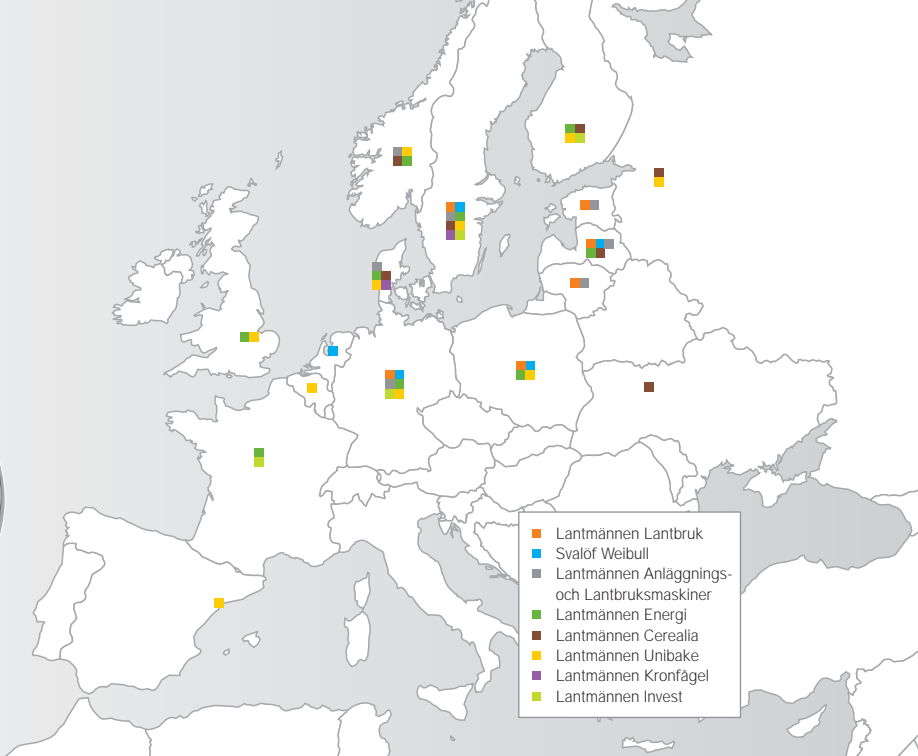 Lantmännen Lantbruk
Svalöf Weibull
Lantmännen Anläggnings-
och Lantbruksmaskiner
Lantmännen Energi
Lantmännen Cerealia
Lantmännen Unibake
Lantmännen Kronfågel
Lantmännen Invest